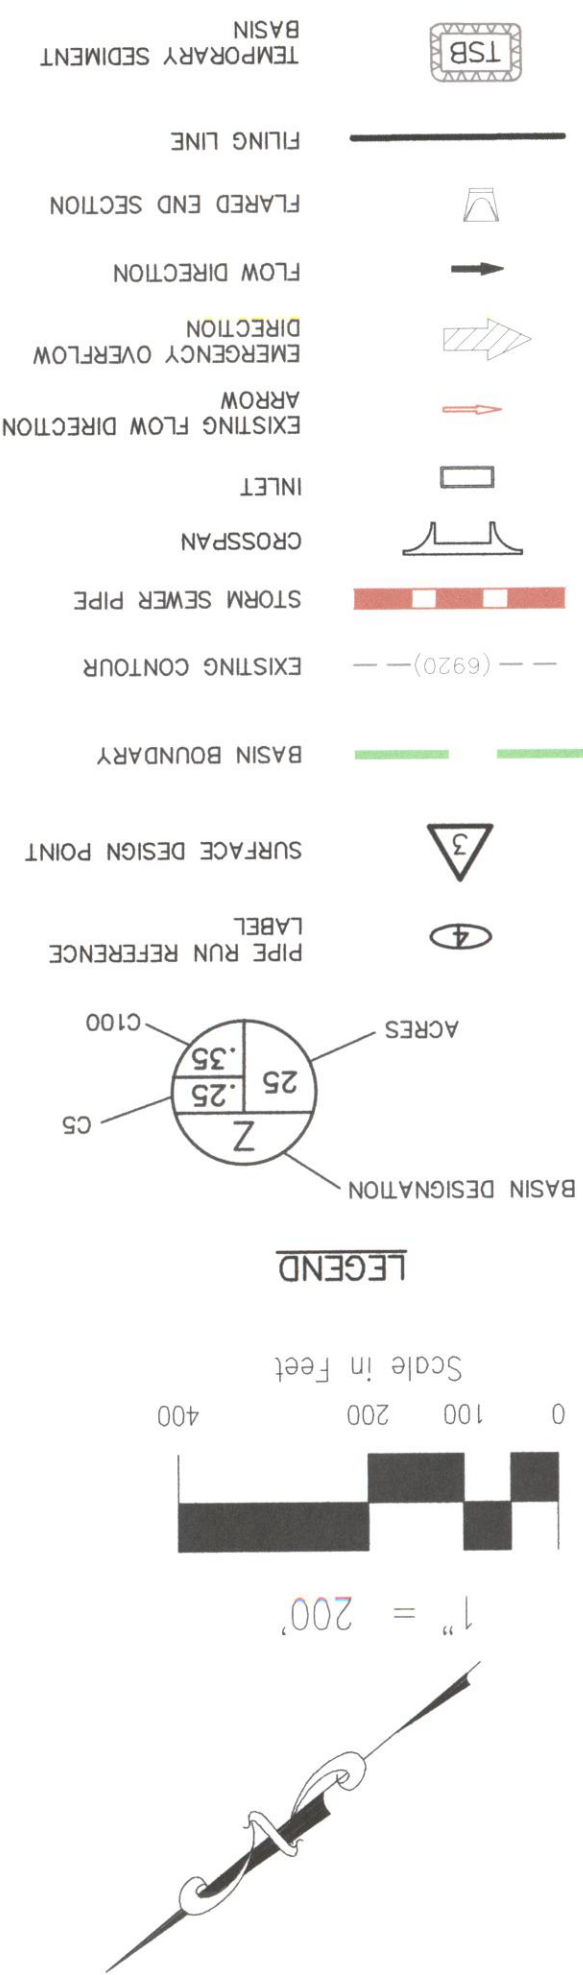 1" = 200'
0 100 200 400
Scale in Feet
LEGEND
BASIN DESIGNATION
Z
25
.25
.35
C5
ACRES
C100
4
PIPE RUN REFERENCE
LABEL
3
SURFACE DESIGN POINT
BASIN BOUNDARY
(6920)
EXISTING CONTOUR
STORM SEWER PIPE
CROSSPAN
INLET
EXISTING FLOW DIRECTION
ARROW
EMERGENCY OVERFLOW
DIRECTION
FLOW DIRECTION
FLARED END SECTION
FILING LINE
TSB
TEMPORARY SEDIMENT
BASIN